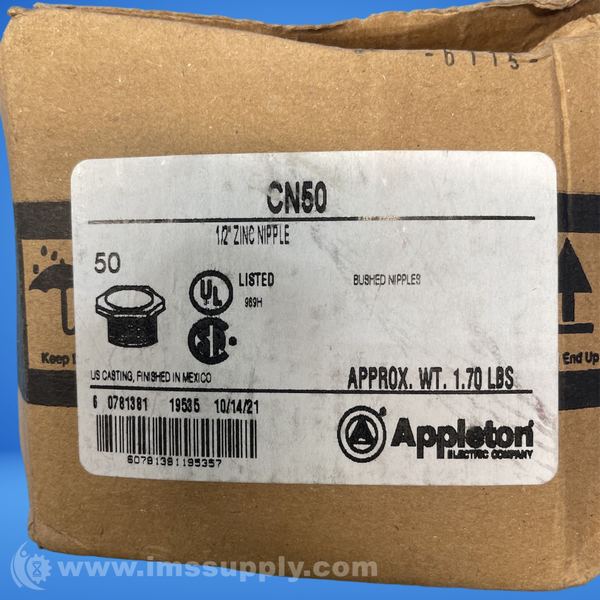 -6115-
CN50
1/2" ZINC NIPPLE
50
UL
LISTED
969H
BUSHED NIPPLES
Keep
End Up
US CASTING, FINISHED IN MEXICO
APPROX. WT. 1.70 LBS
6 0781381 19535 10/14/21
60781381195357
Appleton
ELECTRIC COMPANY
www.imssupply.com